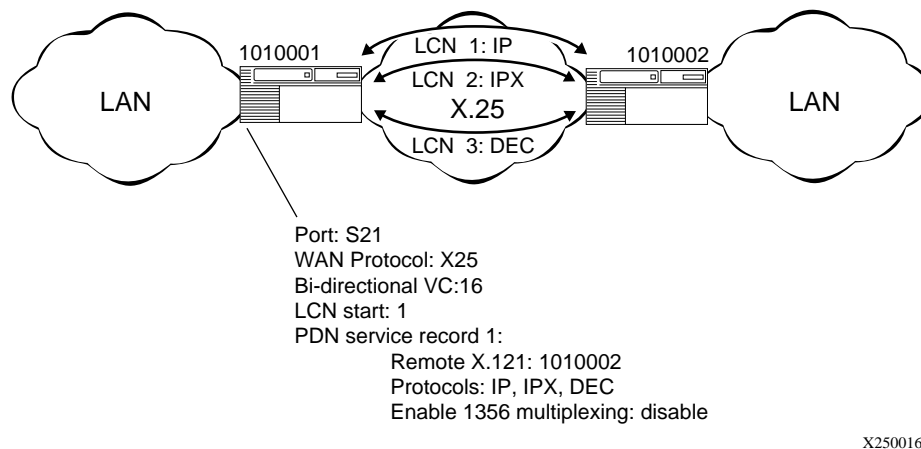 LCN 1: IP
1010001
1010002
LCN 2: IPX
LAN
X.25
LAN
LCN 3: DEC
Port: S21
WAN Protocol: X25
Bi-directional VC:16
LCN start: 1
PDN service record 1:
Remote X.121: 1010002
Protocols: IP, IPX, DEC
Enable 1356 multiplexing: disable
X250016